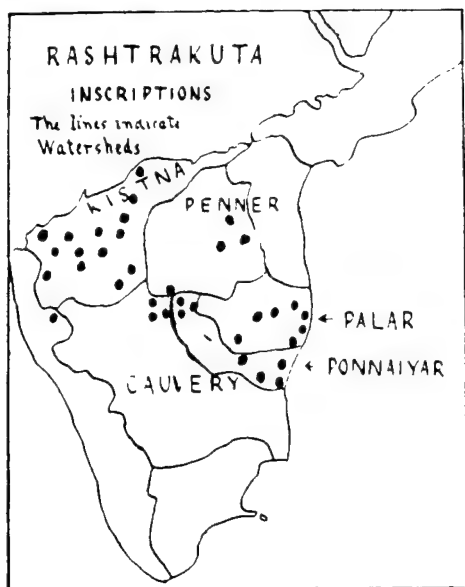 RASHTRAKUTA
INSCRIPTIONS
The lines indicate
Watersheds
KISTNA
PENNER
PALAR
PONNAIYAR
CAUVERY